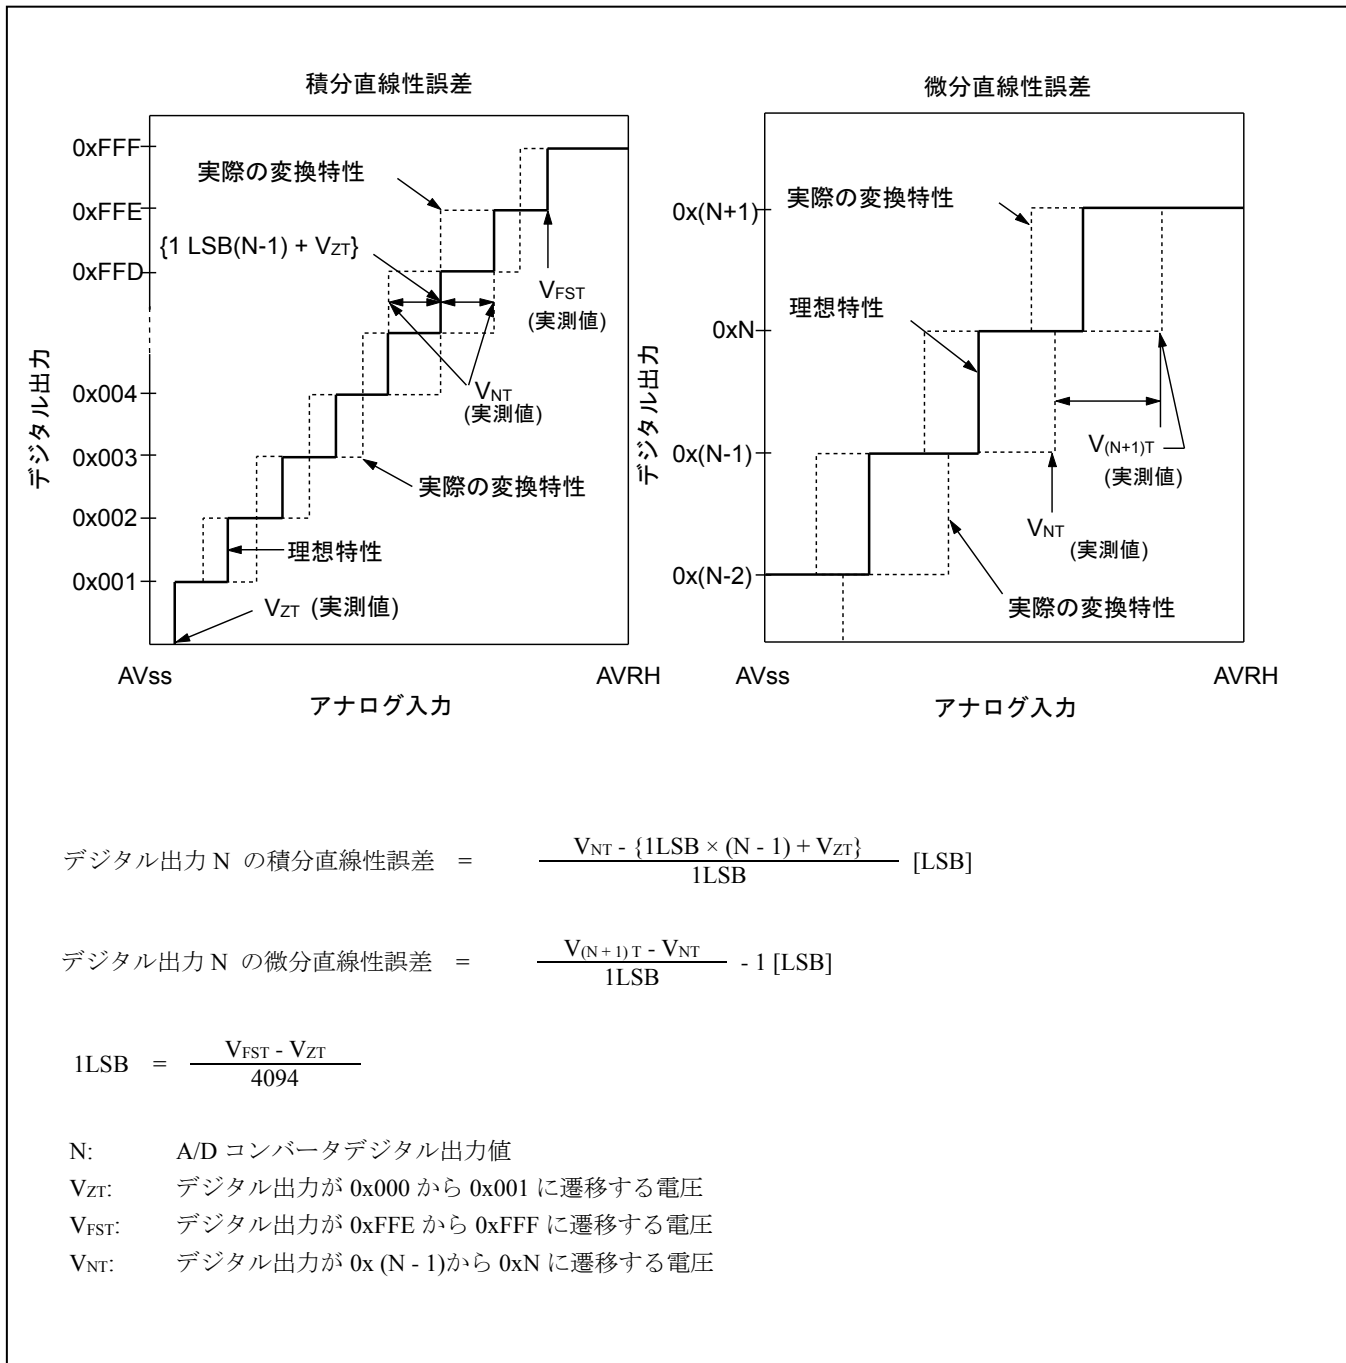 積分直線性誤差
0xFFF
0xFFE
0xFFD
0x004
0x003
0x002
0x001
デジタル出力
実際の変換特性
{1 LSB(N-1) + VZT}
VFST
(実測値)
VNT
(実測値)
実際の変換特性
理想特性
VZT (実測値)
AVss
AVRH
アナログ入力
微分直線性誤差
0x(N+1)
0xN
0x(N-1)
0x(N-2)
デジタル出力
実際の変換特性
理想特性
V(N+1)T
(実測値)
VNT
(実測値)
実際の変換特性
AVss
AVRH
アナログ入力
デジタル出力 N の積分直線性誤差 =
VNT - {1LSB × (N - 1) + VZT}
1LSB
[LSB]
デジタル出力 N の微分直線性誤差 =
V(N + 1) T - VNT
1LSB
- 1 [LSB]
1LSB =
VFST - VZT
4094
N: A/D コンバータデジタル出力値
VZT: デジタル出力が 0x000 から 0x001 に遷移する電圧
VFST: デジタル出力が 0xFFE から 0xFFF に遷移する電圧
VNT: デジタル出力が 0x (N - 1)から 0xN に遷移する電圧